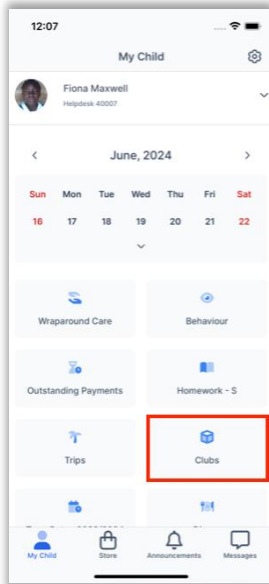 12:07
My Child
Fiona Maxwell
Helpdesk 40007
June, 2024
Sun Mon Tue Wed Thu Fri Sat
16 17 18 19 20 21 22
Wraparound Care
Behaviour
Outstanding Payments
Homework - S
Trips
Clubs
My Child
Store
Announcements
Messages